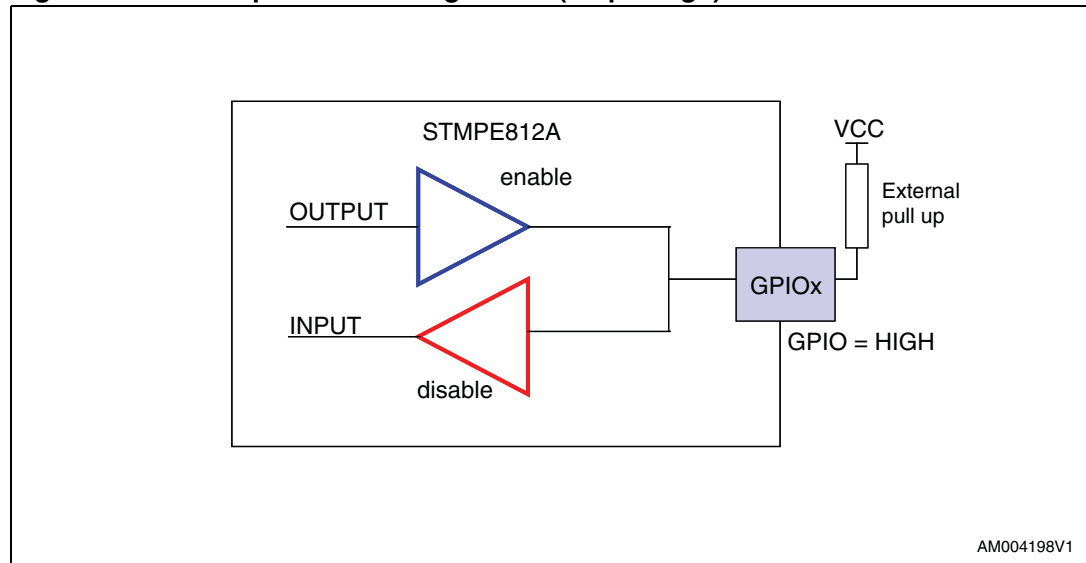 STMPE812A
enable
OUTPUT
INPUT
disable
VCC
External
pull up
GPIOx
GPIO = HIGH
AM004198V1